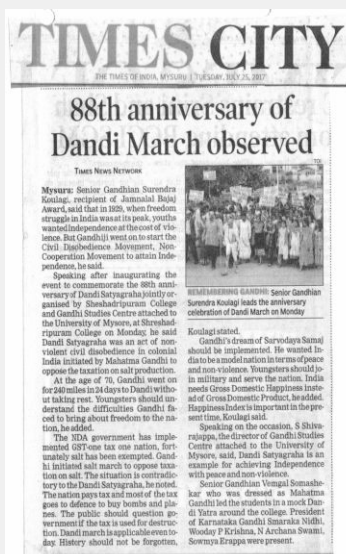 TIMES CITY
THE TIMES OF INDIA, MYSURU | TUESDAY, JULY 25, 2017
88th anniversary of
Dandi March observed
TIMES NEWS NETWORK
Mysuru: Senior Gandhian Surendra
Koulagi, recipient of Jamnalal Bajaj
Award, said that in 1929, when freedom
struggle in India was at its peak, youths
wanted Independence at the cost of vio-
lence. But Gandhiji went on to start the
Civil Disobedience Movement, Non-
Cooperation Movement to attain Inde-
pendence, he said.
Speaking after inaugurating the
event to commemorate the 88th anni-
versary of Dandi Satyagraha jointly or-
ganised by Sheshadripuram College
and Gandhi Studies Centre attached to
the University of Mysore, at Shreshad-
ripuram College on Monday, he said
Dandi Satyagraha was an act of non-
violent civil disobedience in colonial
India initiated by Mahatma Gandhi to
oppose the taxation on salt production.
At the age of 70, Gandhi went on
for 240 miles in 24 days to Dandi witho-
ut taking rest. Youngsters should un-
derstand the difficulties Gandhi fa-
ced to bring about freedom to the na-
tion, he added.
The NDA government has imple-
mented GST-one tax one nation, fort-
unately salt has been exempted. Gand-
hi initiated salt march to oppose taxa-
tion on salt. The situation is contradic-
tory to the Dandi Satyagraha, he noted.
The nation pays tax and most of the tax
goes to defence to buy bombs and pla-
nes. The public should question go-
vernment if the tax is used for destruc-
tion. Dandi march is applicable even to-
day. History should not be forgotten,
TOI
REMEMBERING GANDHI: Senior Gandhian
Surendra Koulagi leads the anniversary
celebration of Dandi March on Monday
Koulagi stated.
Gandhi's dream of Sarvodaya Samaj
should be implemented. He wanted In-
dia to be a model nation in terms of peace
and non-violence. Youngsters should jo-
in military and serve the nation. India
needs Gross Domestic Happiness inste-
ad of Gross Domestic Product, he added.
Happiness Index is important in the pre-
sent time, Koulagi said.
Speaking on the occasion, S Shiva-
rajappa, the director of Gandhi Studies
Centre attached to the University of
Mysore, said, Dandi Satyagraha is an
example for achieving Independence
with peace and non-violence.
Senior Gandhian Vemgal Somashe-
kar who was dressed as Mahatma
Gandhi led the students in a mock Dan-
di Yatra around the college. President
of Karnataka Gandhi Smaraka Nidhi,
Wooday P Krishna, N Archana Swami,
Sowmya Erappa were present.